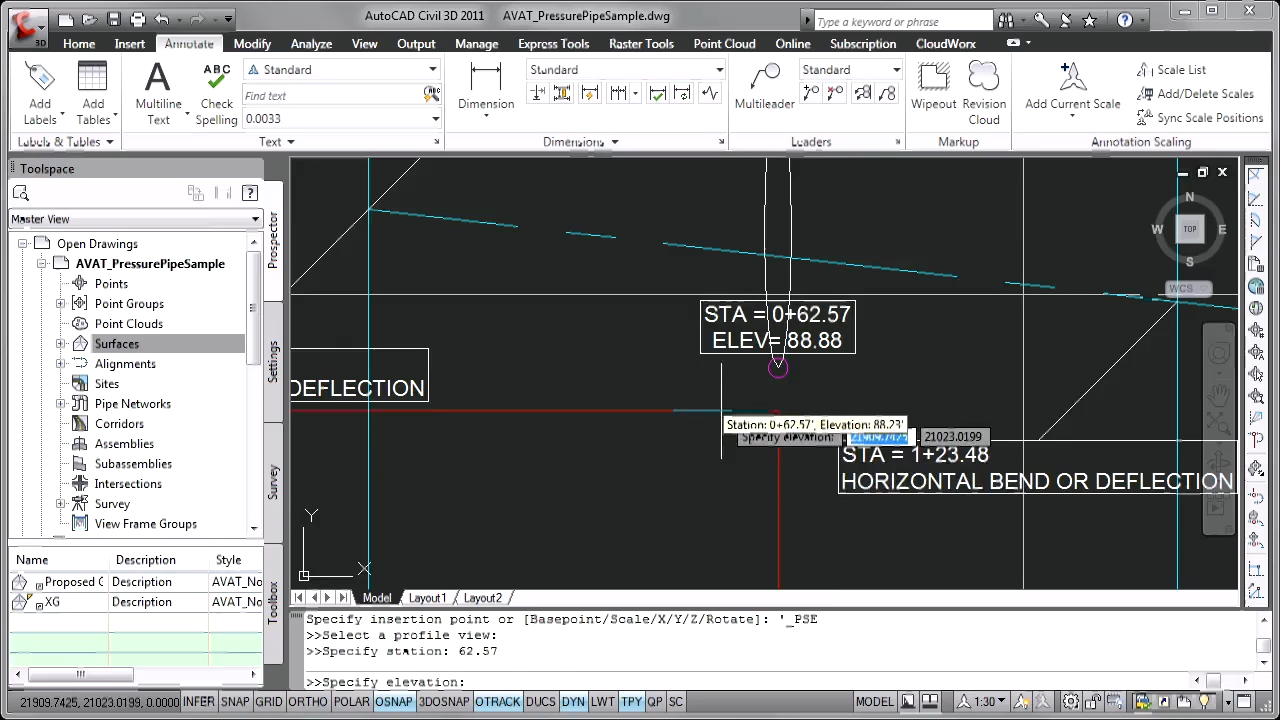 AutoCAD Civil 3D 2011 AVAT_PressurePipeSample.dwg
Type a keyword or phrase
3D
Home Insert Annotate Modify Analyze View Output Manage Express Tools Raster Tools Point Cloud Online Subscription CloudWorx
Add Labels
Add Tables
Labels & Tables
A
Multiline Text
ABC
Check Spelling
A Standard
Find text
0.0033
Text
Dimension
Standard
Dimensions
Multileader
Standard
Leaders
Wipeout
Revision Cloud
Markup
Add Current Scale
Scale List
Add/Delete Scales
Sync Scale Positions
Annotation Scaling
Toolspace
Master View
Open Drawings
AVAT_PressurePipeSample
Points
Point Groups
Point Clouds
Surfaces
Alignments
Sites
Pipe Networks
Corridors
Assemblies
Subassemblies
Intersections
Survey
View Frame Groups
Prospector
Settings
Survey
Toolbox
Name Description Style
Proposed C Description AVAT_No
XG Description AVAT_No
N
W TOP E
S
WCS
STA = 0+62.57
ELEV= 88.88
DEFLECTION
Station: 0+62.57', Elevation: 88.23'
Specify elevation: 21909.7425 21023.0199
STA = 1+23.48
HORIZONTAL BEND OR DEFLECTION
Y
X
Model Layout1 Layout2
Specify insertion point or [Basepoint/Scale/X/Y/Z/Rotate]: '_PSE
>>Select a profile view:
>>Specify station: 62.57
>>Specify elevation:
21909.7425, 21023.0199, 0.0000 INFER SNAP GRID ORTHO POLAR OSNAP 3DOSNAP OTRACK DUCS DYN LWT TPY QP SC MODEL 1:30